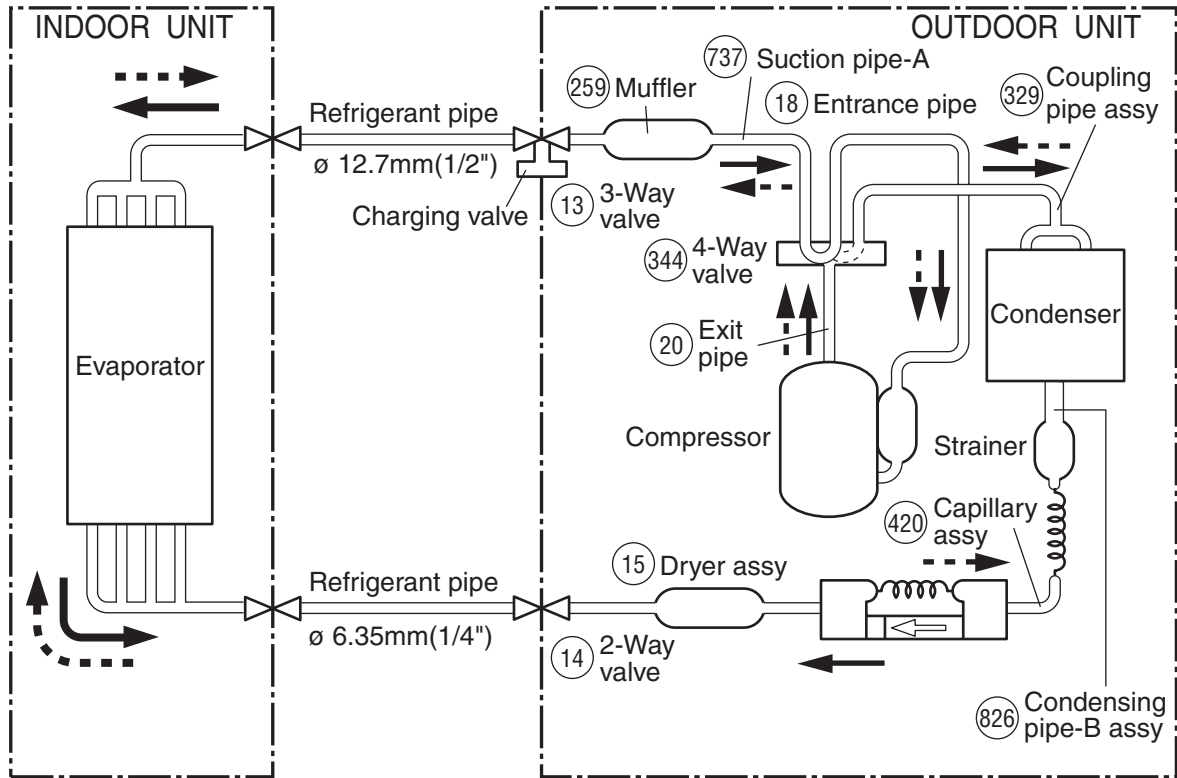 INDOOR UNIT
OUTDOOR UNIT
737 Suction pipe-A
259 Muffler
18 Entrance pipe
329 Coupling
pipe assy
Refrigerant pipe
ø 12.7mm(1/2")
Charging valve
13 3-Way
valve
344 4-Way
valve
20 Exit
pipe
Condenser
Evaporator
Compressor
Strainer
420 Capillary
assy
15 Dryer assy
Refrigerant pipe
ø 6.35mm(1/4")
14 2-Way
valve
826 Condensing
pipe-B assy